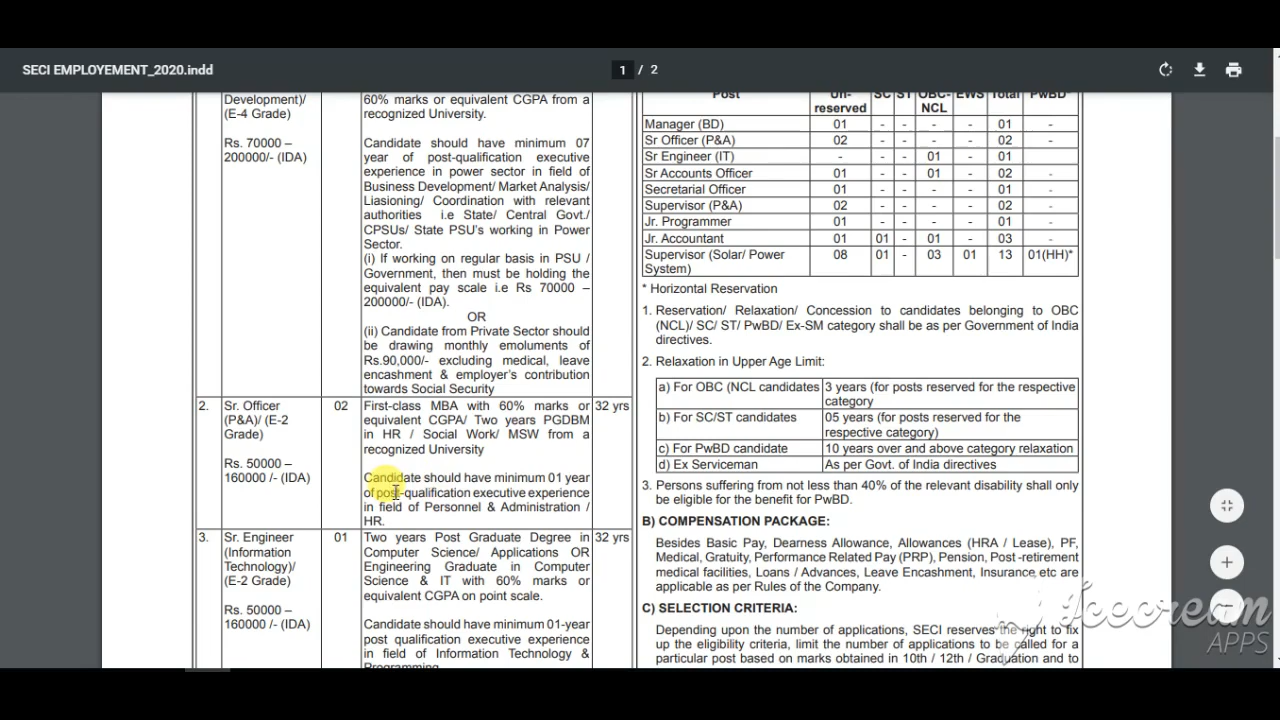 SECI EMPLOYEMENT_2020.indd
1 / 2
Development)/
(E-4 Grade)
Rs. 70000 –
200000/- (IDA)
60% marks or equivalent CGPA from a
recognized University.
Candidate should have minimum 07
year of post-qualification executive
experience in power sector in field of
Business Development/ Market Analysis/
Liasioning/ Coordination with relevant
authorities i.e State/ Central Govt./
CPSUs/ State PSU's working in Power
Sector.
(i) If working on regular basis in PSU /
Government, then must be holding the
equivalent pay scale i.e Rs 70000 –
200000/- (IDA).
OR
(ii) Candidate from Private Sector should
be drawing monthly emoluments of
Rs.90,000/- excluding medical, leave
encashment & employer's contribution
towards Social Security
2.
Sr. Officer
(P&A)/ (E-2
Grade)
Rs. 50000 –
160000 /- (IDA)
02
First-class MBA with 60% marks or
equivalent CGPA/ Two years PGDBM
in HR / Social Work/ MSW from a
recognized University
Candidate should have minimum 01 year
of post-qualification executive experience
in field of Personnel & Administration /
HR.
32 yrs
3.
Sr. Engineer
(Information
Technology)/
(E-2 Grade)
Rs. 50000 –
160000 /- (IDA)
01
Two years Post Graduate Degree in
Computer Science/ Applications OR
Engineering Graduate in Computer
Science & IT with 60% marks or
equivalent CGPA on point scale.
Candidate should have minimum 01-year
post qualification executive experience
in field of Information Technology &
Programming
32 yrs
Post Un-reserved SC ST OBC-NCL EWS Total PwBD*
Manager (BD) 01 - - - - 01 -
Sr Officer (P&A) 02 - - - - 02 -
Sr Engineer (IT) - - - 01 - 01
Sr Accounts Officer 01 - - 01 - 02 -
Secretarial Officer 01 - - - - 01 -
Supervisor (P&A) 02 - - - - 02 -
Jr. Programmer 01 - - - - 01 -
Jr. Accountant 01 01 - 01 - 03 -
Supervisor (Solar/ Power 08 01 - 03 01 13 01(HH)*
System)
* Horizontal Reservation
1. Reservation/ Relaxation/ Concession to candidates belonging to OBC
(NCL)/ SC/ ST/ PwBD/ Ex-SM category shall be as per Government of India
directives.
2. Relaxation in Upper Age Limit:
a) For OBC (NCL candidates 3 years (for posts reserved for the respective
category
b) For SC/ST candidates 05 years (for posts reserved for the
respective category)
c) For PwBD candidate 10 years over and above category relaxation
d) Ex Serviceman As per Govt. of India directives
3. Persons suffering from not less than 40% of the relevant disability shall only
be eligible for the benefit for PwBD.
B) COMPENSATION PACKAGE:
Besides Basic Pay, Dearness Allowance, Allowances (HRA / Lease), PF,
Medical, Gratuity, Performance Related Pay (PRP), Pension, Post -retirement
medical facilities, Loans / Advances, Leave Encashment, Insurance etc are
applicable as per Rules of the Company.
C) SELECTION CRITERIA:
Depending upon the number of applications, SECI reserves the right to fix
up the eligibility criteria, limit the number of applications to be called for a
particular post based on marks obtained in 10th / 12th / Graduation and to
Icecream
APPS